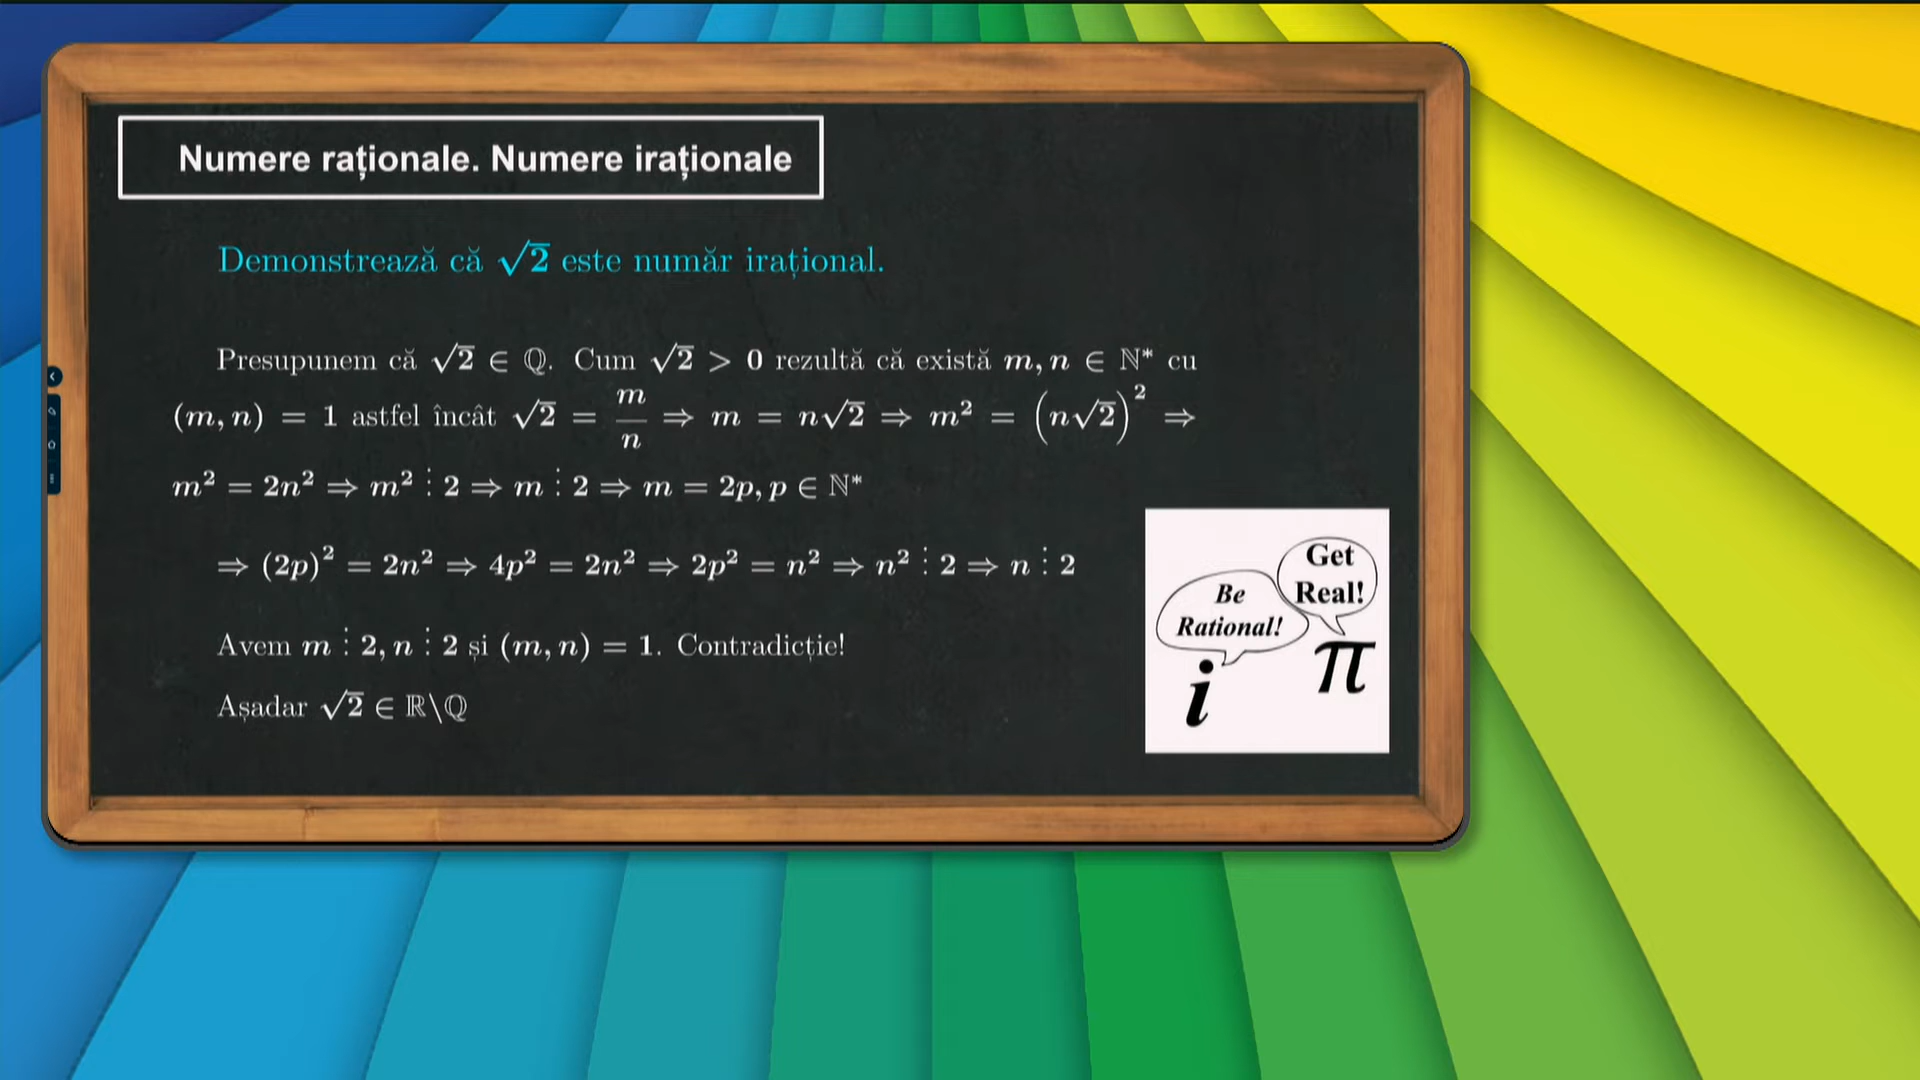 Numere raționale. Numere iraționale
Demonstrează că √2 este număr irațional.
Presupunem că √2 ∈ ℚ. Cum √2 > 0 rezultă că există m, n ∈ ℕ* cu
(m, n) = 1 astfel încât √2 = m/n ⇒ m = n√2 ⇒ m² = (n√2)² ⇒
m² = 2n² ⇒ m² ⋮ 2 ⇒ m ⋮ 2 ⇒ m = 2p, p ∈ ℕ*
⇒ (2p)² = 2n² ⇒ 4p² = 2n² ⇒ 2p² = n² ⇒ n² ⋮ 2 ⇒ n ⋮ 2
Avem m ⋮ 2, n ⋮ 2 și (m, n) = 1. Contradicție!
Așadar √2 ∈ ℝ\ℚ
Get
Real!
Be
Rational!
i
π